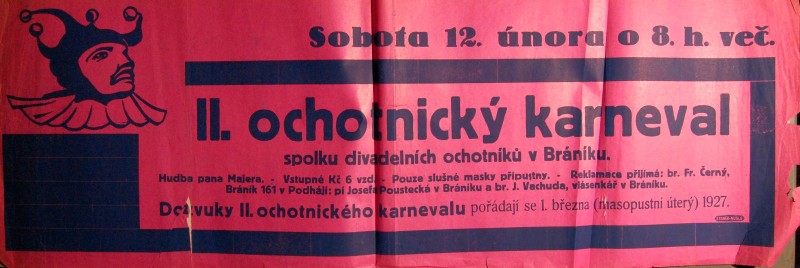 Sobota 12. února o 8. h. več.
II. ochotnický karneval
spolku divadelních ochotníků v Bráníku.
Hudba pana Majera. - Vstupné Kč 6 vzd. - Pouze slušné masky přípustny. - Reklamace přijímá: br. Fr. Černý,
Bráník 161 v Podhájí: pí Josefa Poustecká v Bráníku a br. J. Vachuda, vlásenkář v Bráníku.
Dozvuky II. ochotnického karnevalu pořádají se 1. března (masopustní úterý) 1927.